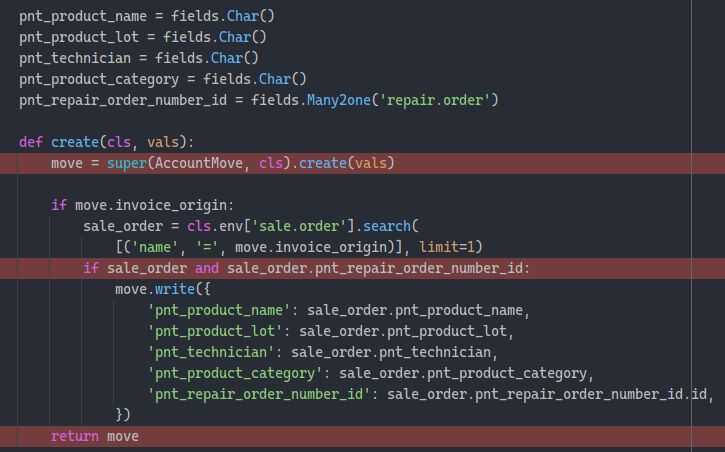 pnt_product_name = fields.Char()
pnt_product_lot = fields.Char()
pnt_technician = fields.Char()
pnt_product_category = fields.Char()
pnt_repair_order_number_id = fields.Many2one('repair.order')

def create(cls, vals):
    move = super(AccountMove, cls).create(vals)

    if move.invoice_origin:
        sale_order = cls.env['sale.order'].search(
            [('name', '=', move.invoice_origin)], limit=1)
        if sale_order and sale_order.pnt_repair_order_number_id:
            move.write({
                'pnt_product_name': sale_order.pnt_product_name,
                'pnt_product_lot': sale_order.pnt_product_lot,
                'pnt_technician': sale_order.pnt_technician,
                'pnt_product_category': sale_order.pnt_product_category,
                'pnt_repair_order_number_id': sale_order.pnt_repair_order_number_id.id,
            })
    return move